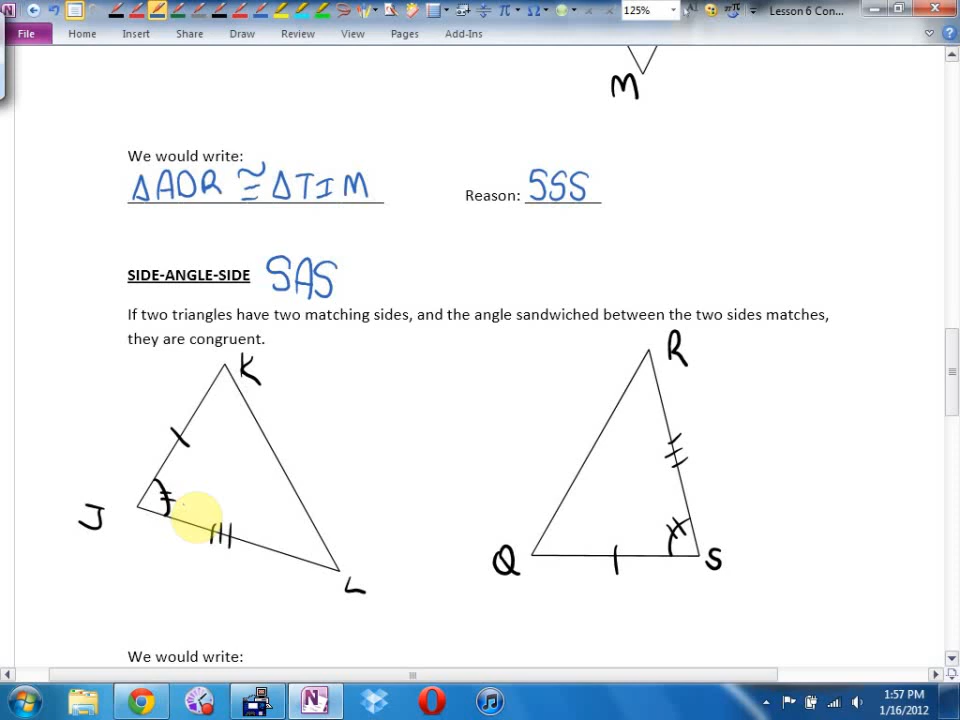 125%
Lesson 6 Con...
File Home Insert Share Draw Review View Pages Add-Ins
M
We would write:
ΔADR ≅ ΔTIM Reason: SSS
SIDE-ANGLE-SIDE SAS
If two triangles have two matching sides, and the angle sandwiched between the two sides matches,
they are congruent.
K
R
J
Q
S
L
We would write:
1:57 PM
1/16/2012